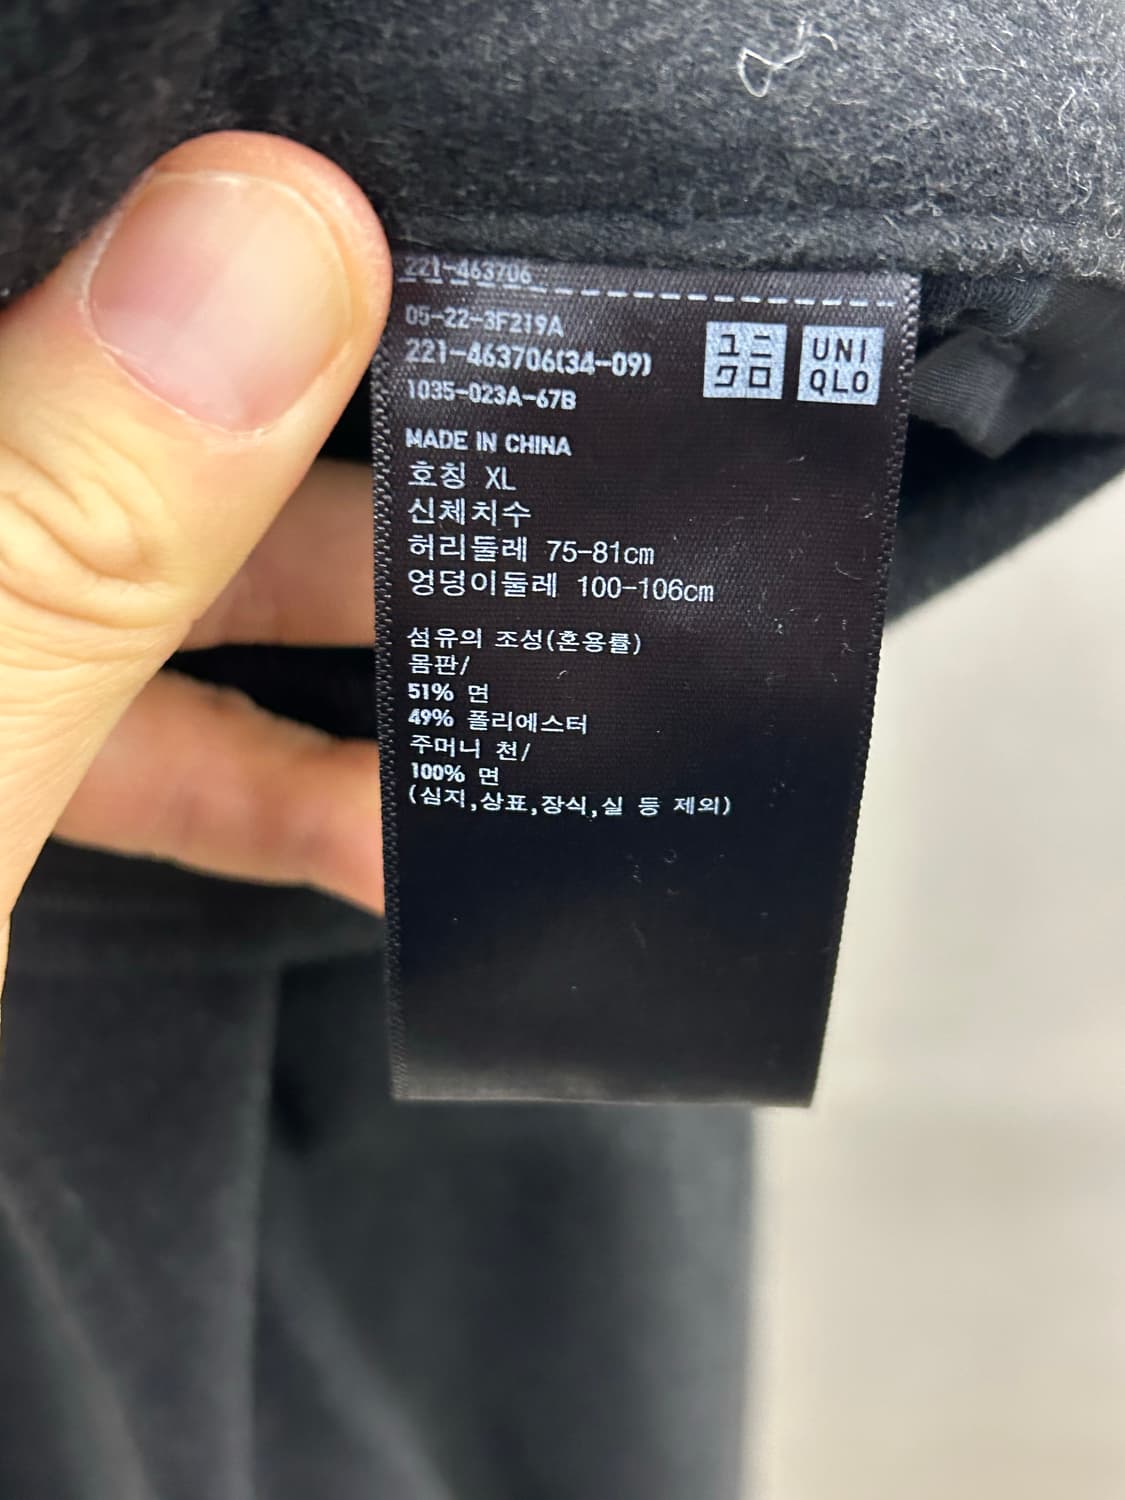 221-463706
05-22-3F219A
221-463706(34-09)
1035-023A-67B
ユニ
クロ
UNI
QLO
MADE IN CHINA
호칭 XL
신체치수
허리둘레 75-81cm
엉덩이둘레 100-106cm
섬유의 조성(혼용률)
몸판/
51% 면
49% 폴리에스터
주머니 천/
100% 면
(심지,상표,장식,실 등 제외)